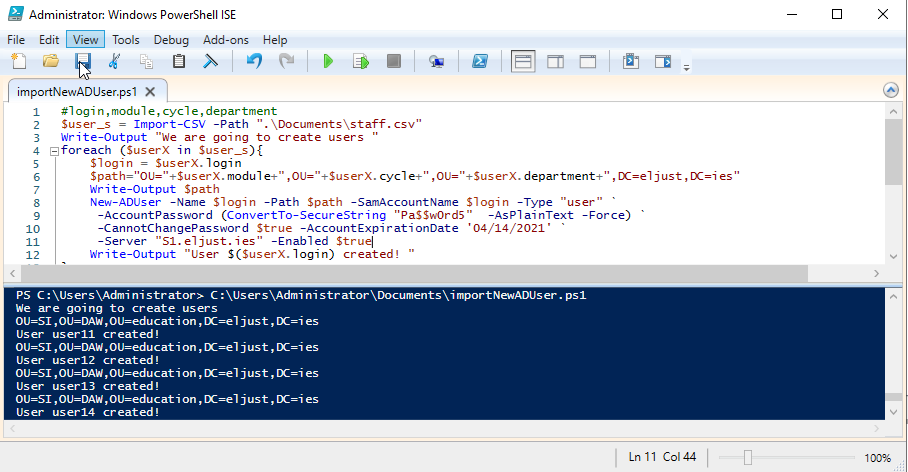 Administrator: Windows PowerShell ISE
File Edit View Tools Debug Add-ons Help
importNewADUser.ps1
1 #login,module,cycle,department
2 $user_s = Import-CSV -Path ".\Documents\staff.csv"
3 Write-Output "We are going to create users "
4 foreach ($userX in $user_s){
5 $login = $userX.login
6 $path="OU="+$userX.module+",OU="+$userX.cycle+",OU="+$userX.department+",DC=eljust,DC=ies"
7 Write-Output $path
8 New-ADUser -Name $login -Path $path -SamAccountName $login -Type "user" `
9 -AccountPassword (ConvertTo-SecureString "Pa$$w0rd5" -AsPlainText -Force) `
10 -CannotChangePassword $true -AccountExpirationDate '04/14/2021' `
11 -Server "S1.eljust.ies" -Enabled $true
12 Write-Output "User $($userX.login) created! "
PS C:\Users\Administrator> C:\Users\Administrator\Documents\importNewADUser.ps1
We are going to create users
OU=SI,OU=DAW,OU=education,DC=eljust,DC=ies
User user11 created!
OU=SI,OU=DAW,OU=education,DC=eljust,DC=ies
User user12 created!
OU=SI,OU=DAW,OU=education,DC=eljust,DC=ies
User user13 created!
OU=SI,OU=DAW,OU=education,DC=eljust,DC=ies
User user14 created!
Ln 11 Col 44 100%